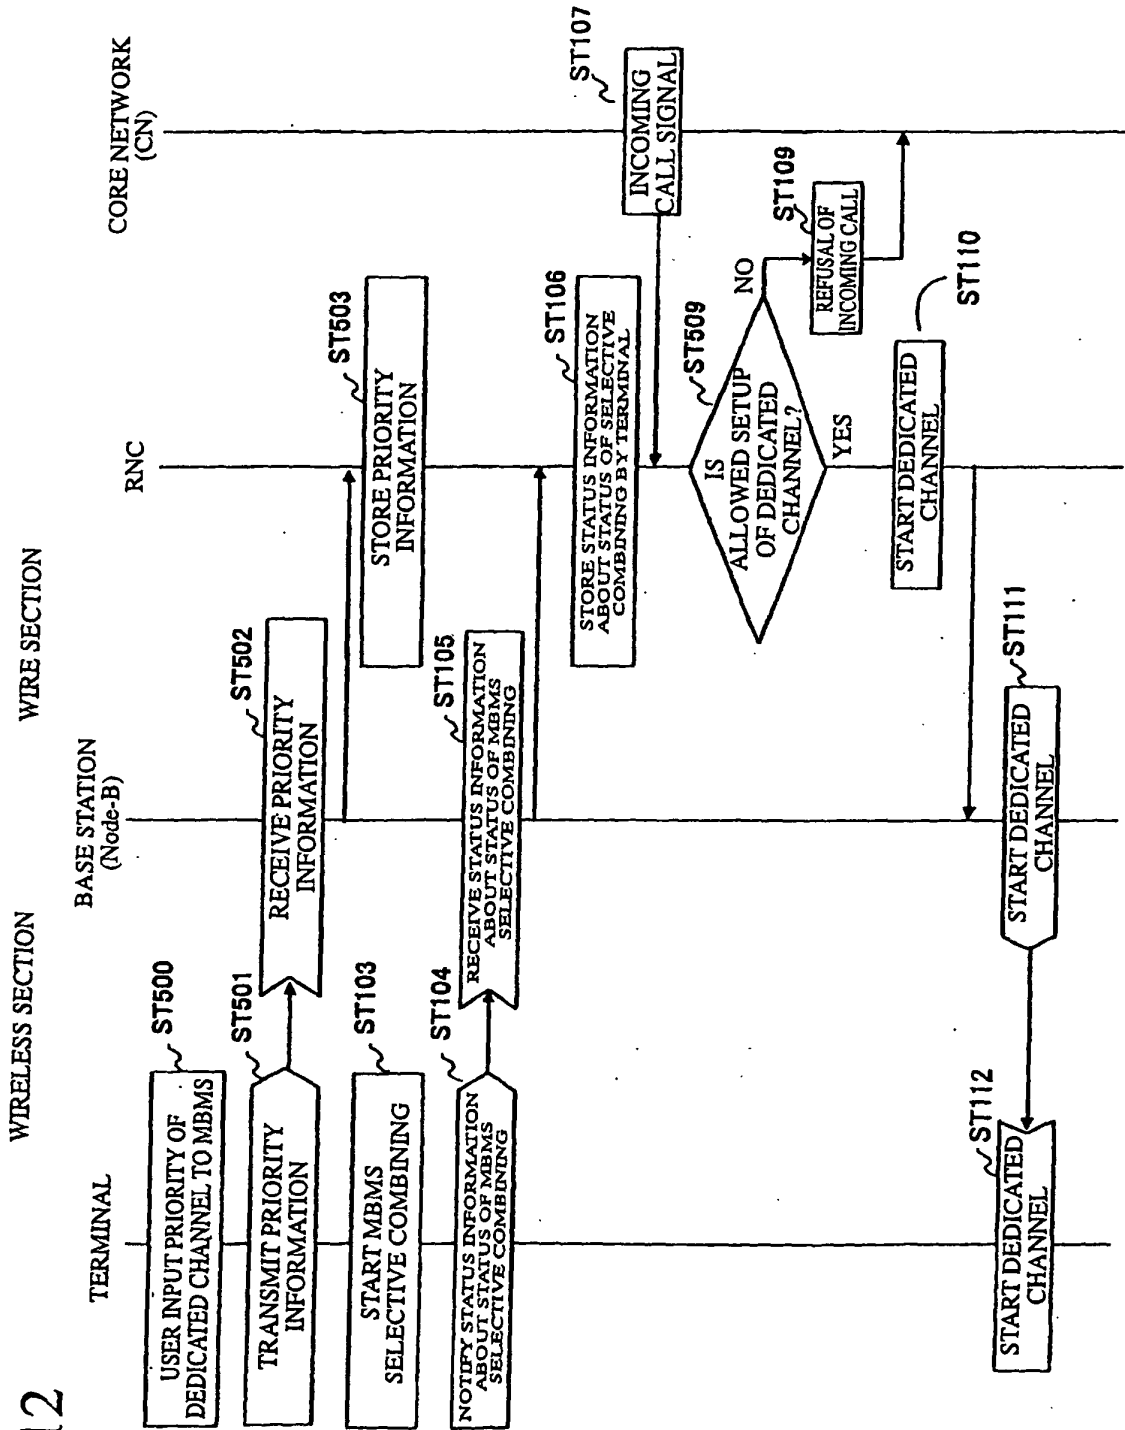 12
WIRELESS SECTION
WIRE SECTION
TERMINAL
BASE STATION
(Node-B)
RNC
CORE NETWORK
(CN)
ST500
USER INPUT PRIORITY OF
DEDICATED CHANNEL TO MBMS
ST501
TRANSMIT PRIORITY
INFORMATION
ST502
RECEIVE PRIORITY
INFORMATION
ST503
STORE PRIORITY
INFORMATION
ST103
START MBMS
SELECTIVE COMBINING
ST104
NOTIFY STATUS INFORMATION
ABOUT STATUS OF MBMS
SELECTIVE COMBINING
ST105
RECEIVE STATUS INFORMATION
ABOUT STATUS OF MBMS
SELECTIVE COMBINING
ST106
STORE STATUS INFORMATION
ABOUT STATUS OF SELECTIVE
COMBINING BY TERMINAL
ST107
INCOMING
CALL SIGNAL
ST509
IS
ALLOWED SETUP
OF DEDICATED
CHANNEL?
NO
YES
ST109
REFUSAL OF
INCOMING CALL
ST110
START DEDICATED
CHANNEL
ST111
START DEDICATED
CHANNEL
ST112
START DEDICATED
CHANNEL